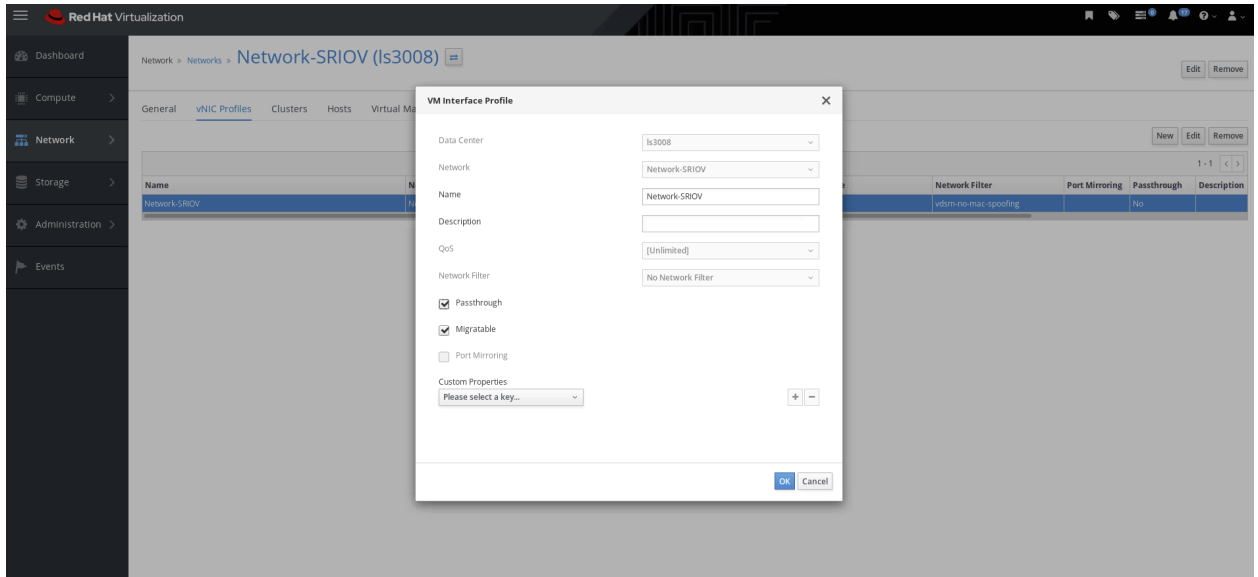 Red Hat Virtualization
Dashboard
Compute
Network
Storage
Administration
Events
Network » Networks » Network-SRIOV (ls3008)
Edit Remove
General vNIC Profiles Clusters Hosts Virtual Ma
New Edit Remove
1 - 1
Name N e Network Filter Port Mirroring Passthrough Description
Network-SRIOV Ne vdsm-no-mac-spoofing No
VM Interface Profile
Data Center ls3008
Network Network-SRIOV
Name Network-SRIOV
Description
QoS [Unlimited]
Network Filter No Network Filter
Passthrough
Migratable
Port Mirroring
Custom Properties
Please select a key... + −
OK Cancel